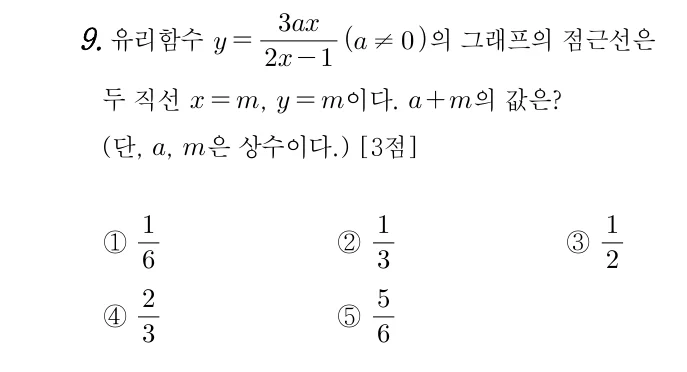 9. 유리함수 y = 3ax / 2x − 1 (a ≠ 0)의 그래프의 점근선은
두 직선 x = m, y = m이다. a + m의 값은?
(단, a, m은 상수이다.) [3점]
① 1/6 ② 1/3 ③ 1/2
④ 2/3 ⑤ 5/6